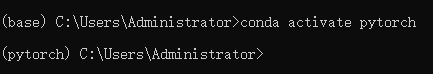 (base) C:\Users\Administrator>conda activate pytorch
(pytorch) C:\Users\Administrator>